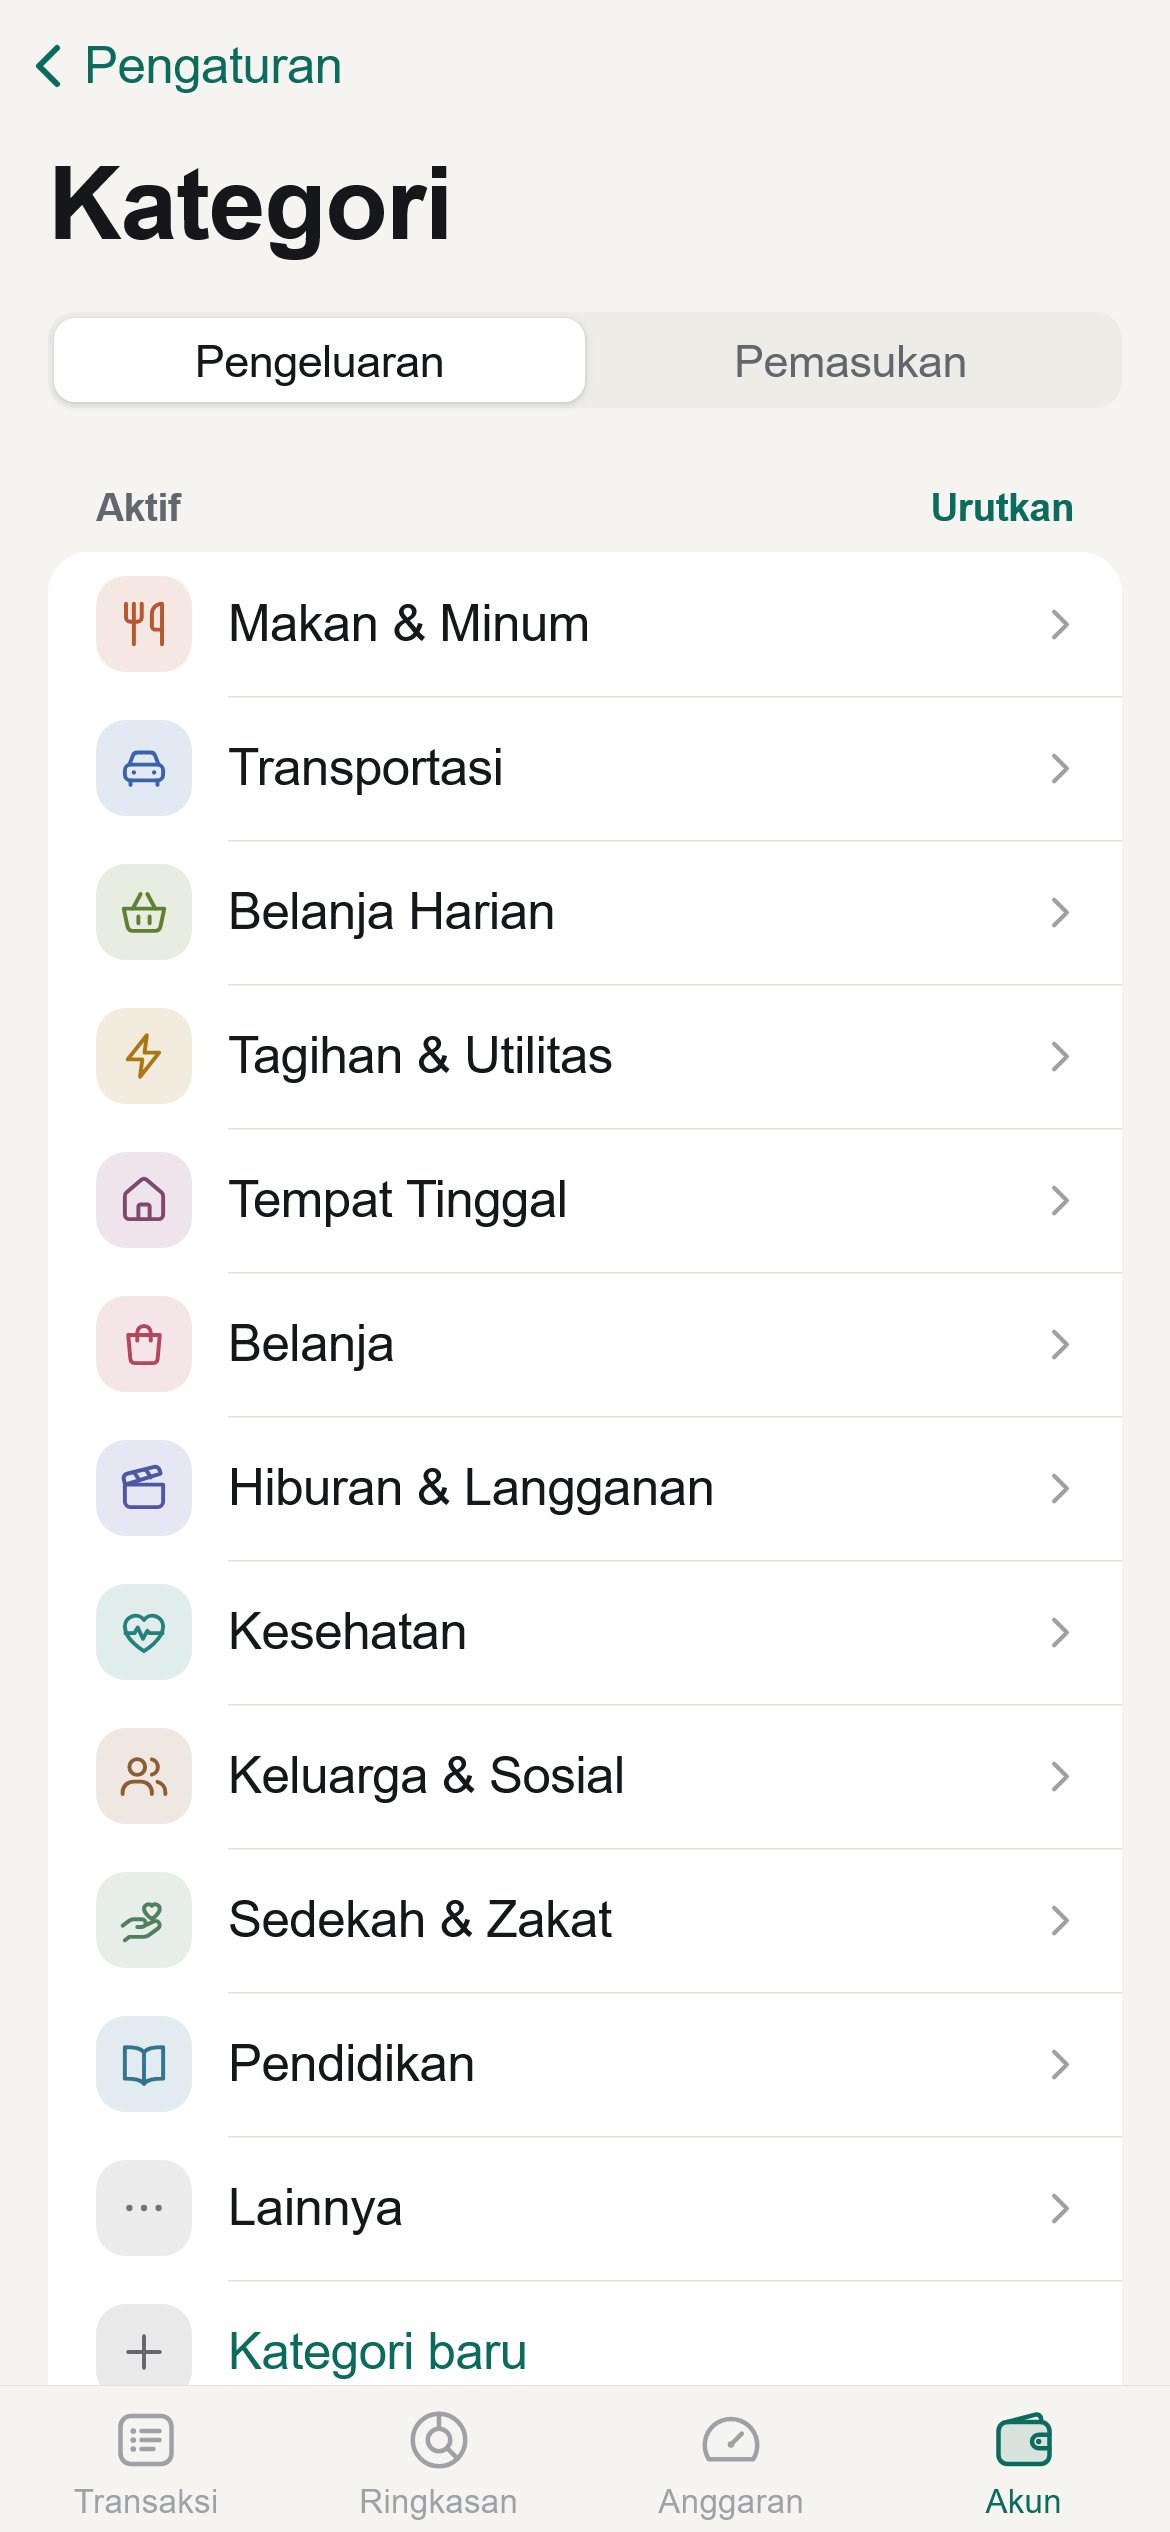 Pengaturan
Kategori
Pengeluaran
Pemasukan
Aktif
Urutkan
Makan & Minum
Transportasi
Belanja Harian
Tagihan & Utilitas
Tempat Tinggal
Belanja
Hiburan & Langganan
Kesehatan
Keluarga & Sosial
Sedekah & Zakat
Pendidikan
Lainnya
Kategori baru
Transaksi
Ringkasan
Anggaran
Akun